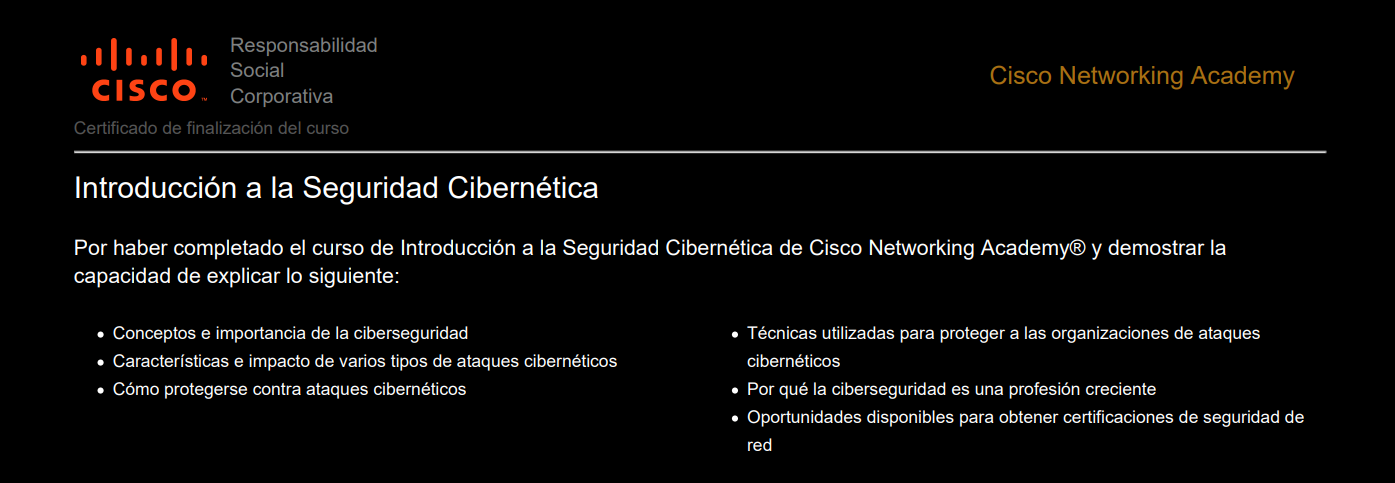 CISCO™
Responsabilidad
Social
Corporativa
Cisco Networking Academy
Certificado de finalización del curso
Introducción a la Seguridad Cibernética
Por haber completado el curso de Introducción a la Seguridad Cibernética de Cisco Networking Academy® y demostrar la
capacidad de explicar lo siguiente:
• Conceptos e importancia de la ciberseguridad
• Características e impacto de varios tipos de ataques cibernéticos
• Cómo protegerse contra ataques cibernéticos
• Técnicas utilizadas para proteger a las organizaciones de ataques
cibernéticos
• Por qué la ciberseguridad es una profesión creciente
• Oportunidades disponibles para obtener certificaciones de seguridad de
red